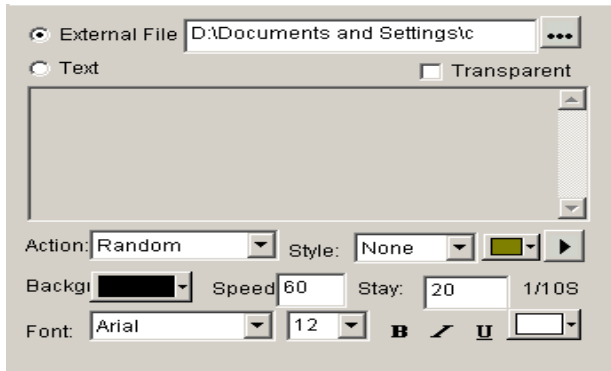 External File D:\Documents and Settings\c ...
Text Transparent
Action: Random Style: None
Backgr Speed 60 Stay: 20 1/10S
Font: Arial 12 B I U